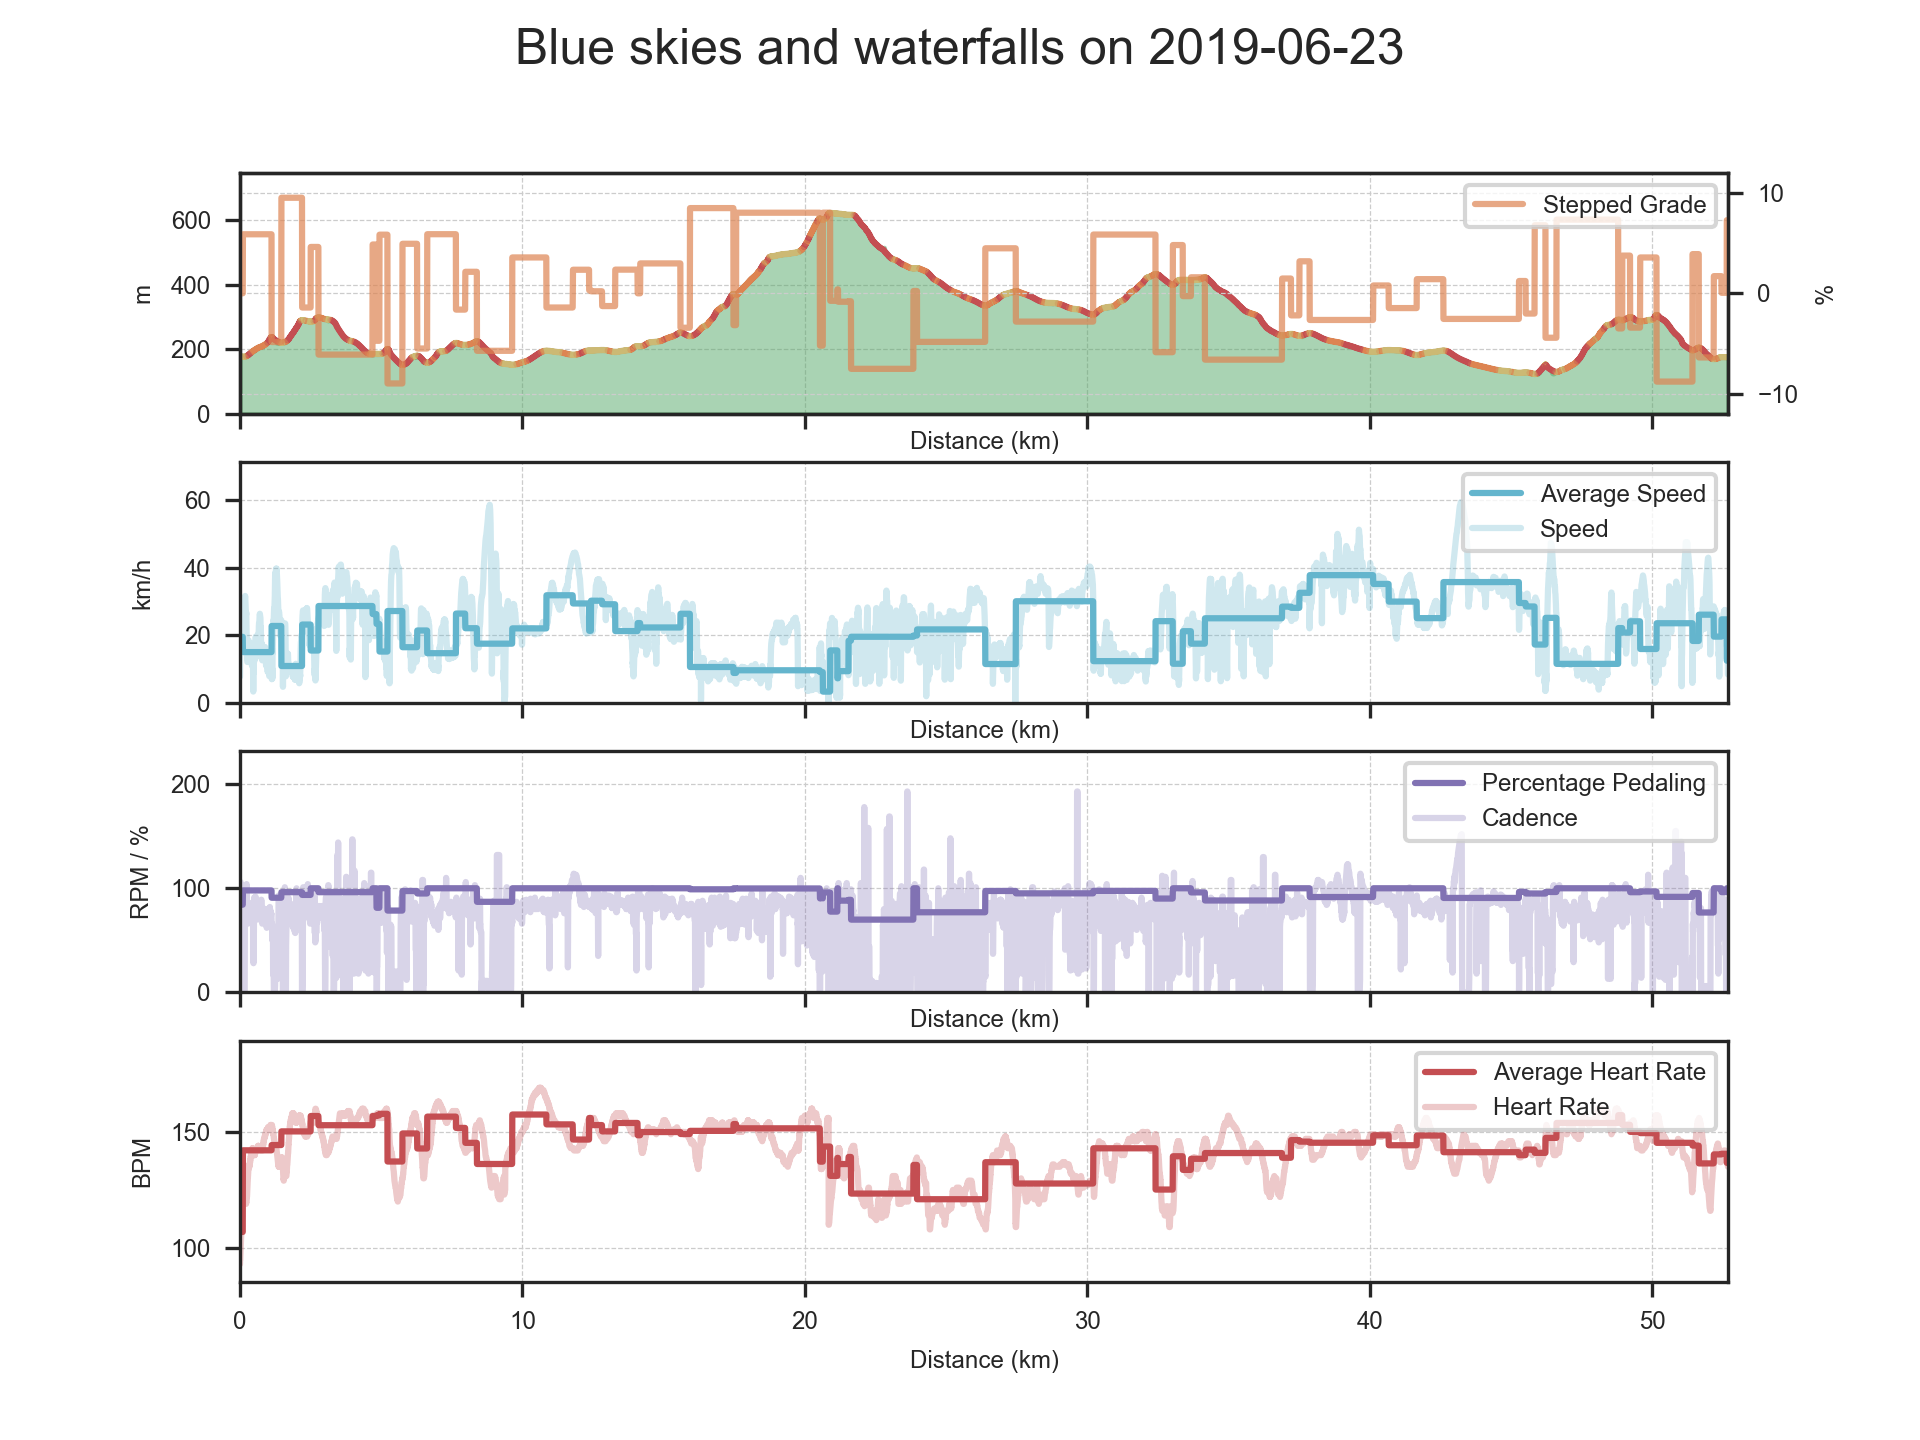 Blue skies and waterfalls on 2019-06-23
Stepped Grade
600
400
200
0
m
10
0
−10
%
Distance (km)
Average Speed
Speed
60
40
20
0
km/h
Distance (km)
Percentage Pedaling
Cadence
200
100
0
RPM / %
Distance (km)
Average Heart Rate
Heart Rate
150
100
BPM
0 10 20 30 40 50
Distance (km)